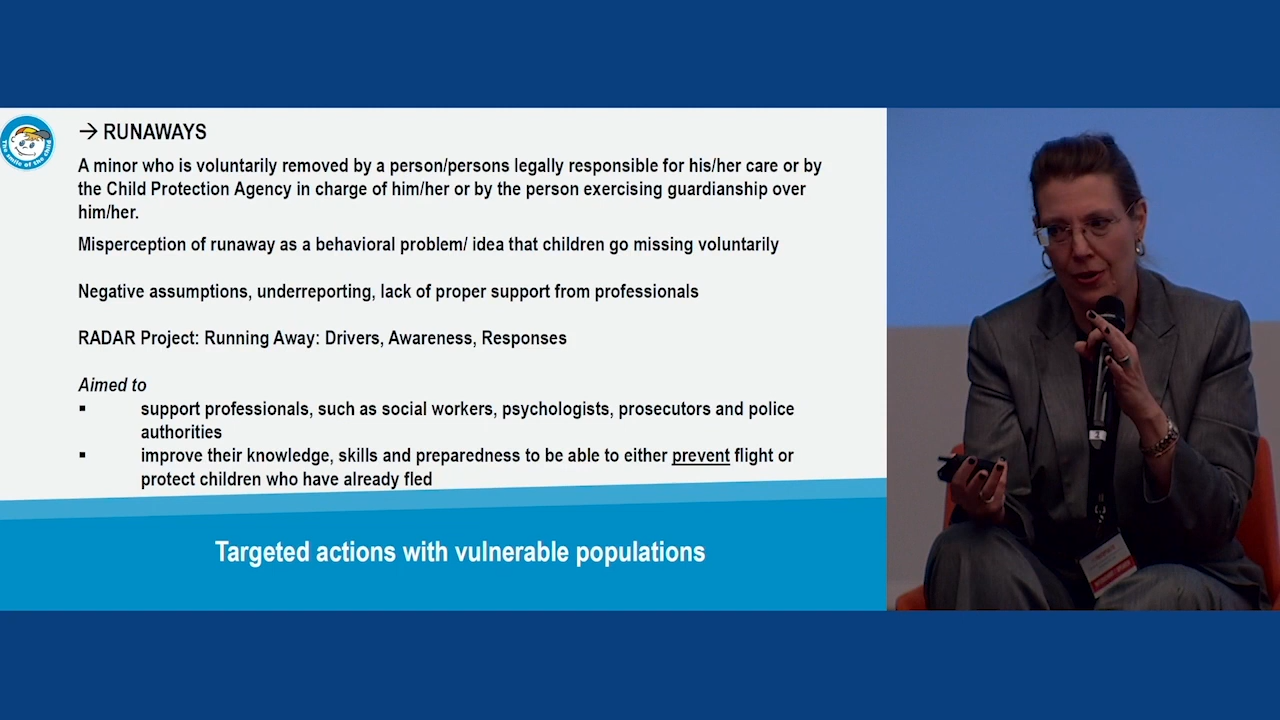 The smile of the child
→ RUNAWAYS
A minor who is voluntarily removed by a person/persons legally responsible for his/her care or by
the Child Protection Agency in charge of him/her or by the person exercising guardianship over
him/her.
Misperception of runaway as a behavioral problem/ idea that children go missing voluntarily
Negative assumptions, underreporting, lack of proper support from professionals
RADAR Project: Running Away: Drivers, Awareness, Responses
Aimed to
▪ support professionals, such as social workers, psychologists, prosecutors and police
authorities
▪ improve their knowledge, skills and preparedness to be able to either prevent flight or
protect children who have already fled
Targeted actions with vulnerable populations